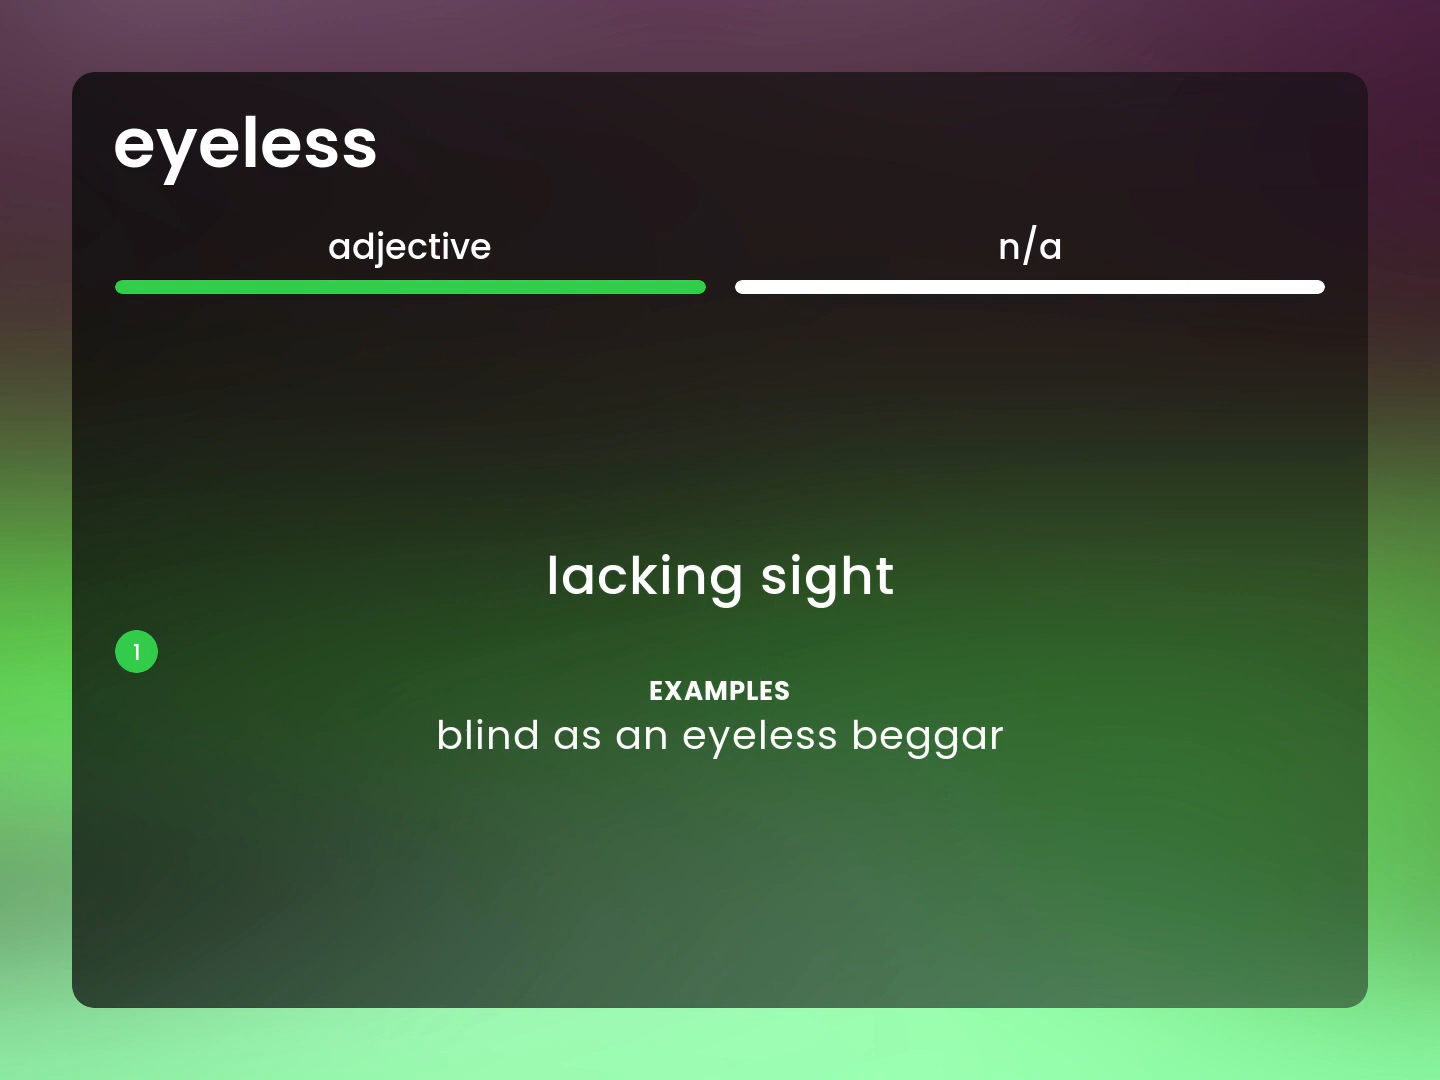 eyeless
adjective
n/a
lacking sight
1
EXAMPLES
blind as an eyeless beggar